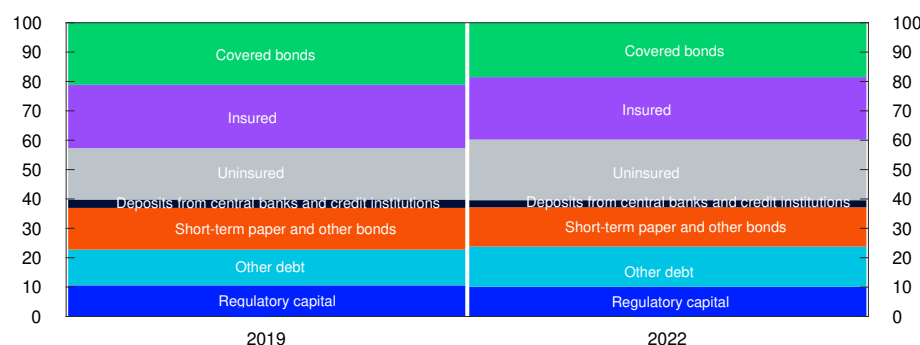 100
100
90
90
80
80
70
70
60
60
50
50
40
40
30
30
20
20
10
10
0
0
Covered bonds
Covered bonds
Insured
Insured
Uninsured
Uninsured
Deposits from central banks and credit institutions
Deposits from central banks and credit institutions
Short-term paper and other bonds
Short-term paper and other bonds
Other debt
Other debt
Regulatory capital
Regulatory capital
2019
2022